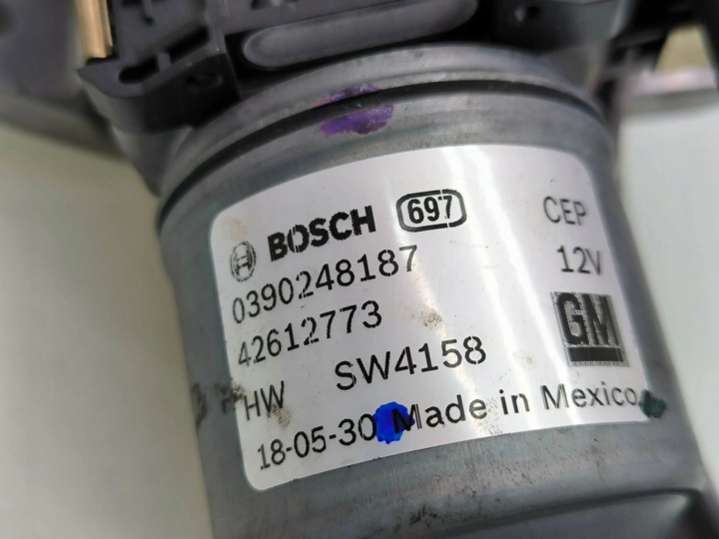 BOSCH 697 CEP
0390248187 12V
42612773 GM
HW SW4158
18-05-30 Made in Mexico